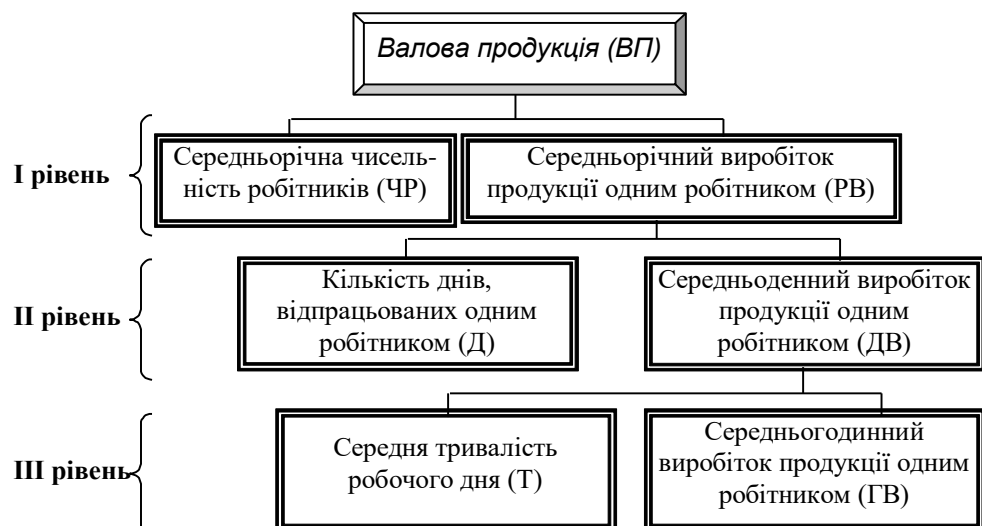 Валова продукція (ВП)
І рівень
Середньорічна чисель-
ність робітників (ЧР)
Середньорічний виробіток
продукції одним робітником (РВ)
ІІ рівень
Кількість днів,
відпрацьованих одним
робітником (Д)
Середньоденний виробіток
продукції одним
робітником (ДВ)
ІІІ рівень
Середня тривалість
робочого дня (Т)
Середньогодинний
виробіток продукції одним
робітником (ГВ)